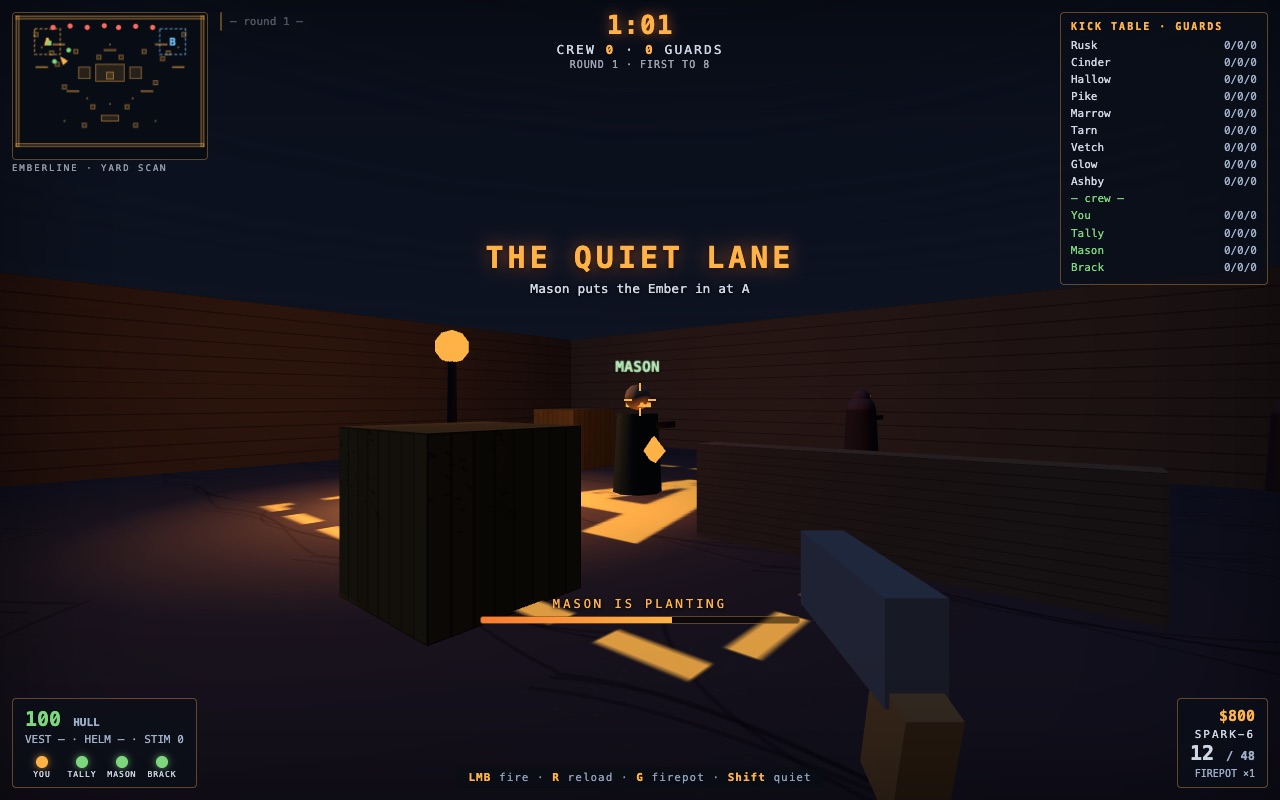 A
B
EMBERLINE · YARD SCAN
— round 1 —
1:01
CREW 0 · 0 GUARDS
ROUND 1 · FIRST TO 8
KICK TABLE · GUARDS
Rusk 0/0/0
Cinder 0/0/0
Hallow 0/0/0
Pike 0/0/0
Marrow 0/0/0
Tarn 0/0/0
Vetch 0/0/0
Glow 0/0/0
Ashby 0/0/0
— crew —
You 0/0/0
Tally 0/0/0
Mason 0/0/0
Brack 0/0/0
THE QUIET LANE
Mason puts the Ember in at A
MASON
MASON IS PLANTING
100 HULL
VEST — · HELM — · STIM 0
YOU TALLY MASON BRACK
LMB fire · R reload · G firepot · Shift quiet
$800
SPARK-6
12 / 48
FIREPOT ×1